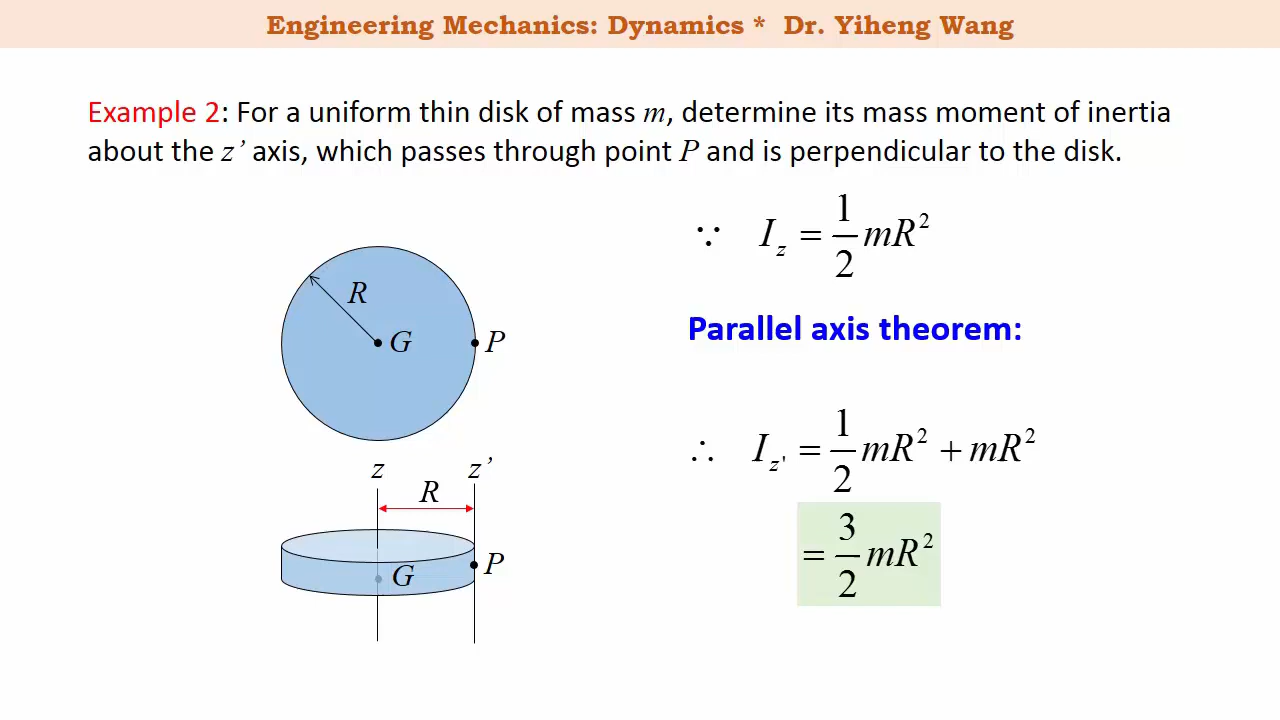 Engineering Mechanics: Dynamics * Dr. Yiheng Wang
Example 2: For a uniform thin disk of mass m, determine its mass moment of inertia
about the z’ axis, which passes through point P and is perpendicular to the disk.
∵ I_z = 1/2 mR²
Parallel axis theorem:
∴ I_z' = 1/2 mR² + mR²
= 3/2 mR²
R
G
P
z
z’
R
G
P